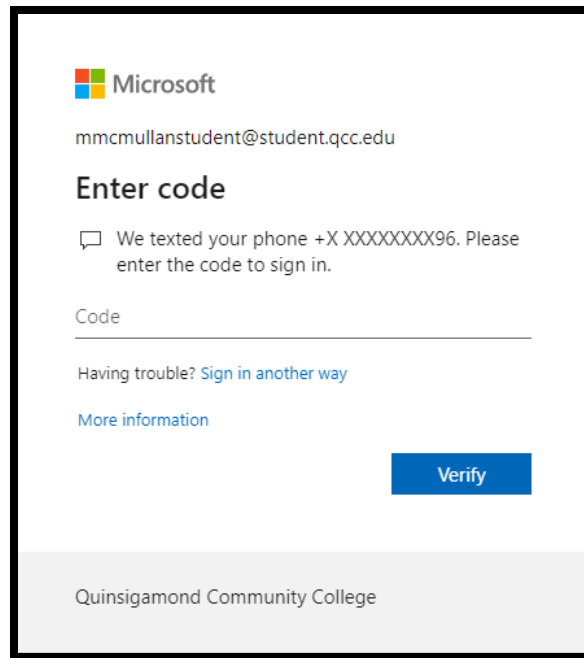 Microsoft
mmcmullanstudent@student.qcc.edu
Enter code
We texted your phone +X XXXXXXXX96. Please
enter the code to sign in.
Code
Having trouble? Sign in another way
More information
Verify
Quinsigamond Community College